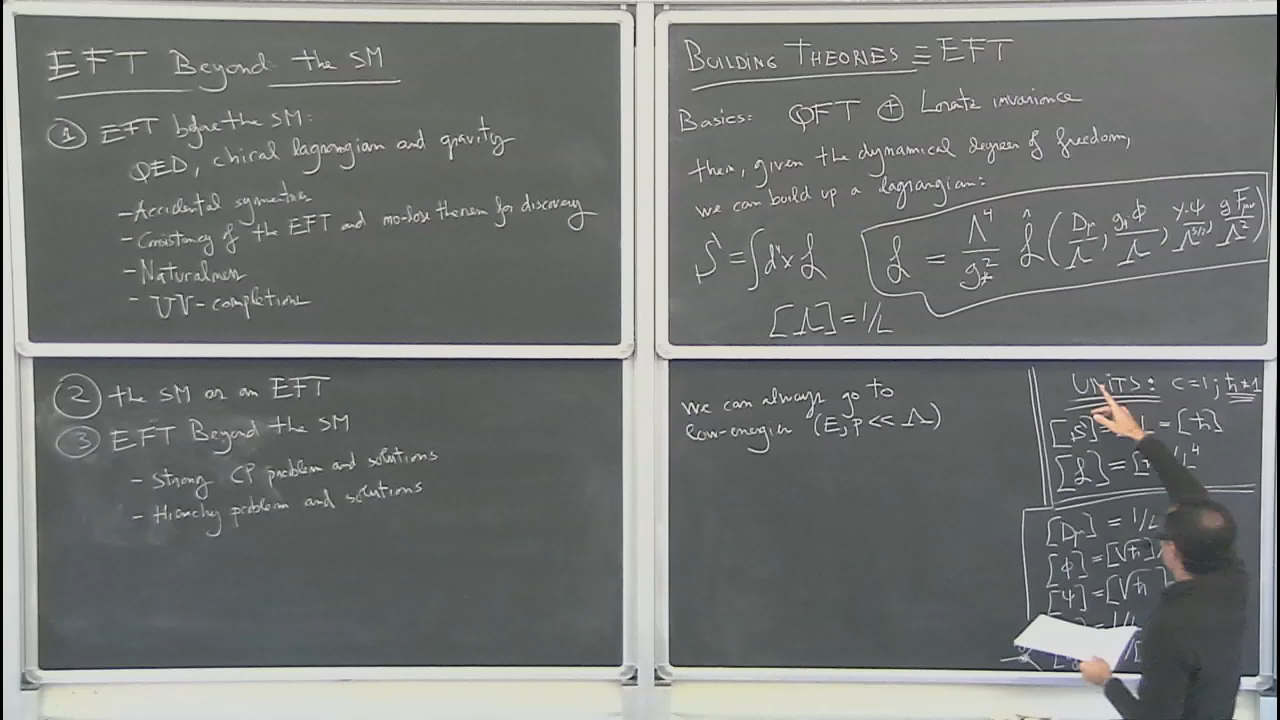 EFT Beyond the SM
① EFT before the SM:
QED, chiral lagrangian and gravity
- Accidental symmetries
- Consistency of the EFT and no-lose theorem for discovery
- Naturalness
- UV-completions
② the SM as an EFT
③ EFT Beyond the SM
- Strong CP problem and solutions
- Hierarchy problem and solutions
BUILDING THEORIES ≡ EFT
Basics: QFT ⊕ Lorentz invariance
then, given the dynamical degrees of freedom,
we can build up a lagrangian:
S = ∫d⁴x ℒ
ℒ = Λ⁴/g*² ℒ̂ (Dμ/Λ, g* φ/Λ, g* ψ/Λ^{3/2}, g Fμν/Λ²)
[Λ] = 1/L
We can always go to
low-energies (E, p << Λ)
UNITS: c=1; ħ≠1
[S] = [ħ]
[ℒ] = 1/L⁴
[Dμ] = 1/L
[φ] = [√ħ]
[ψ] = [√ħ]